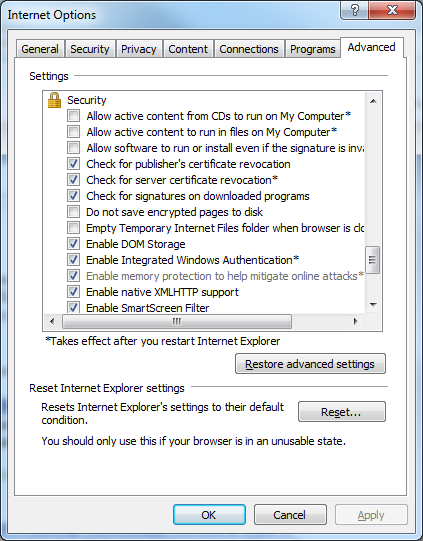 Internet Options
General Security Privacy Content Connections Programs Advanced
Settings
Security
Allow active content from CDs to run on My Computer*
Allow active content to run in files on My Computer*
Allow software to run or install even if the signature is
Check for publisher's certificate revocation
Check for server certificate revocation*
Check for signatures on downloaded programs
Do not save encrypted pages to disk
Empty Temporary Internet Files folder when browser is
Enable DOM Storage
Enable Integrated Windows Authentication*
Enable memory protection to help mitigate online attacks*
Enable native XMLHTTP support
Enable SmartScreen Filter
*Takes effect after you restart Internet Explorer
Restore advanced settings
Reset Internet Explorer settings
Resets Internet Explorer's settings to their default
condition.
Reset...
You should only use this if your browser is in an unusable state.
OK Cancel Apply